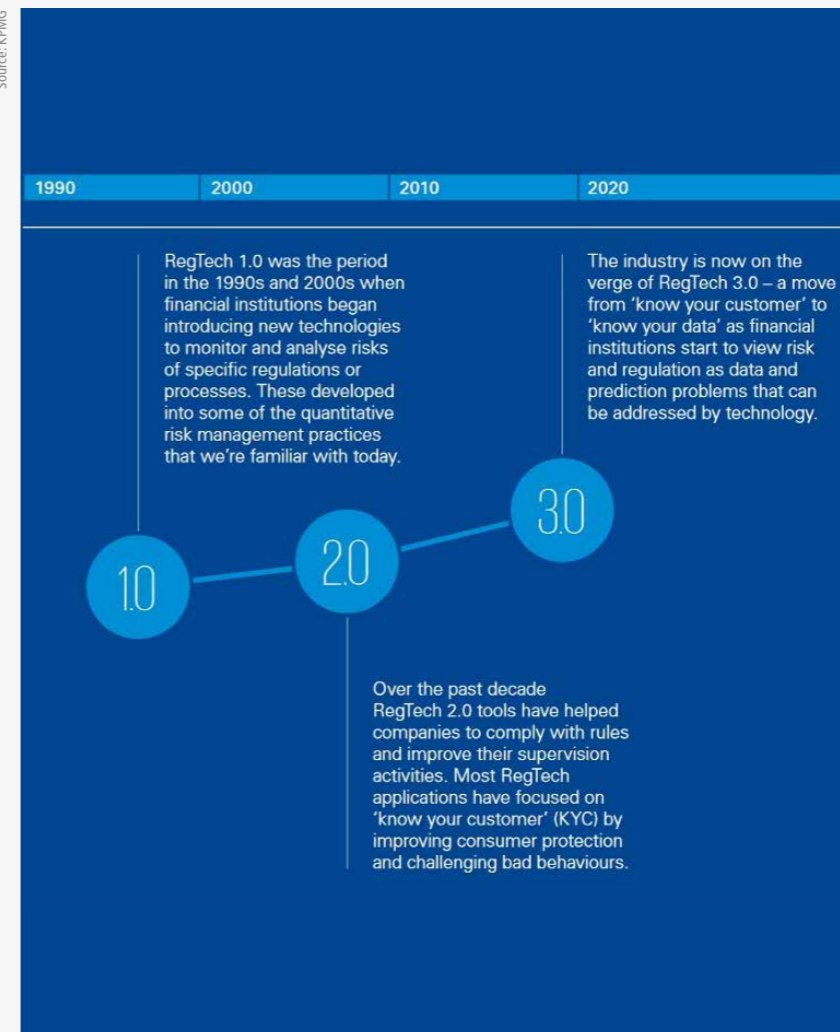 Source: KPMG
1990 2000 2010 2020
RegTech 1.0 was the period
in the 1990s and 2000s when
financial institutions began
introducing new technologies
to monitor and analyse risks
of specific regulations or
processes. These developed
into some of the quantitative
risk management practices
that we're familiar with today.
The industry is now on the
verge of RegTech 3.0 – a move
from 'know your customer' to
'know your data' as financial
institutions start to view risk
and regulation as data and
prediction problems that can
be addressed by technology.
1.0
2.0
3.0
Over the past decade
RegTech 2.0 tools have helped
companies to comply with rules
and improve their supervision
activities. Most RegTech
applications have focused on
'know your customer' (KYC) by
improving consumer protection
and challenging bad behaviours.